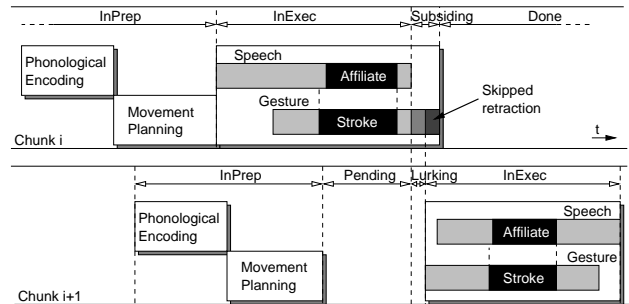 InPrep InExec Subsiding Done
Phonological
Encoding
Speech
Affiliate
Movement
Planning
Gesture
Stroke
Skipped
retraction
t
Chunk i
InPrep Pending Lurking InExec
Phonological
Encoding
Speech
Affiliate
Movement
Planning
Gesture
Stroke
Chunk i+1